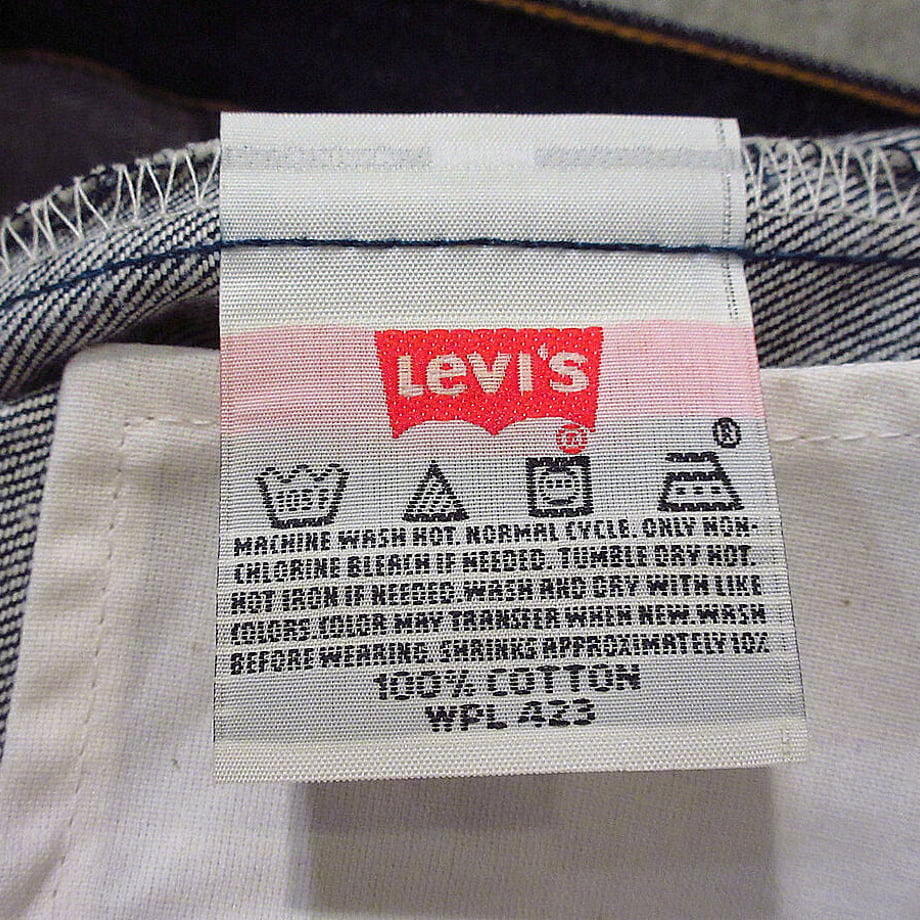 LEVI'S
®
®
105F
MACHINE WASH HOT. NORMAL CYCLE. ONLY NON-
CHLORINE BLEACH IF NEEDED. TUMBLE DRY HOT.
HOT IRON IF NEEDED. WASH AND DRY WITH LIKE
COLORS. COLOR MAY TRANSFER WHEN NEW. WASH
BEFORE WEARING. SHRINKS APPROXIMATELY 10%
100% COTTON
WPL 423